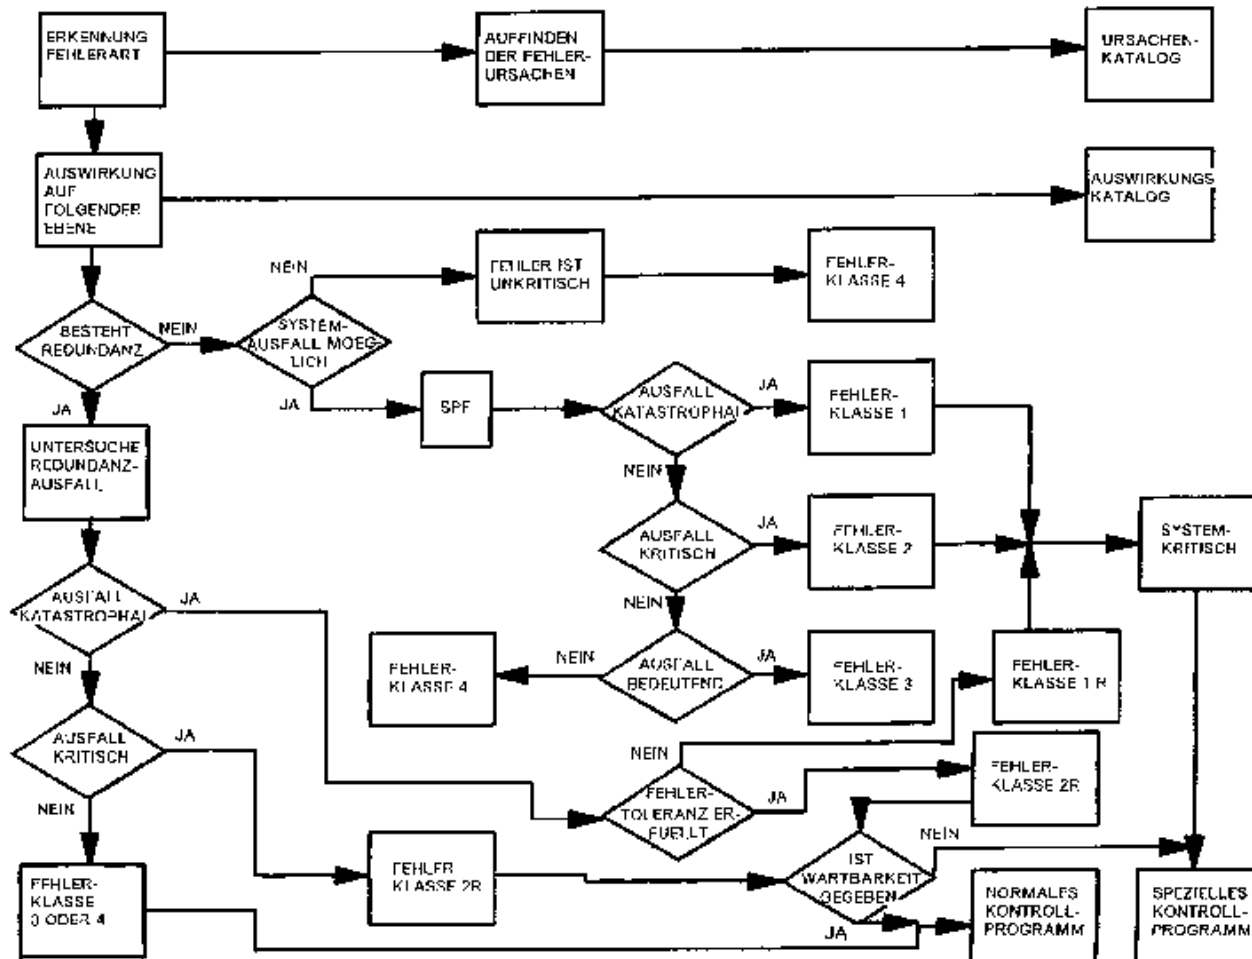 ERKENNUNG
FEHLERART
AUFFINDEN
DER FEHLER-
URSACHEN
URSACHEN-
KATALOG
AUSWIRKUNG
AUF
FOLGENDER
EBENE
AUSWIRKUNGS
KATALOG
NEIN
FEHLER IST
UNKRITISCH
FEHLER-
KLASSE 4
BESTEHT
REDUNDANZ
NEIN
SYSTEM-
AUSFALL MOEG-
LICH
JA
JA
SPF
AUSFALL
KATASTROPHAL
JA
FEHLER-
KLASSE 1
UNTERSUCHE
REDUNDANZ-
AUSFALL
NEIN
AUSFALL
KRITISCH
JA
FEHLER-
KLASSE 2
SYSTEM-
KRITISCH
AUSFALL
KATASTROPHAL
JA
NEIN
NEIN
FEHLER-
KLASSE 4
NEIN
AUSFALL
BEDEUTEND
JA
FEHLER-
KLASSE 3
FEHLER-
KLASSE 1 R
AUSFALL
KRITISCH
JA
NEIN
FEHLER-
TOLERANZ ER-
FUELLT
JA
FEHLER-
KLASSE 2R
NEIN
FEHLER-
KLASSE
3 ODER 4
FEHLER
KLASSE 2R
IST
WARTBARKEIT
GEGEBEN
NEIN
JA
NORMALES
KONTROLL-
PROGRAMM
SPEZIELLES
KONTROLL-
PROGRAMM